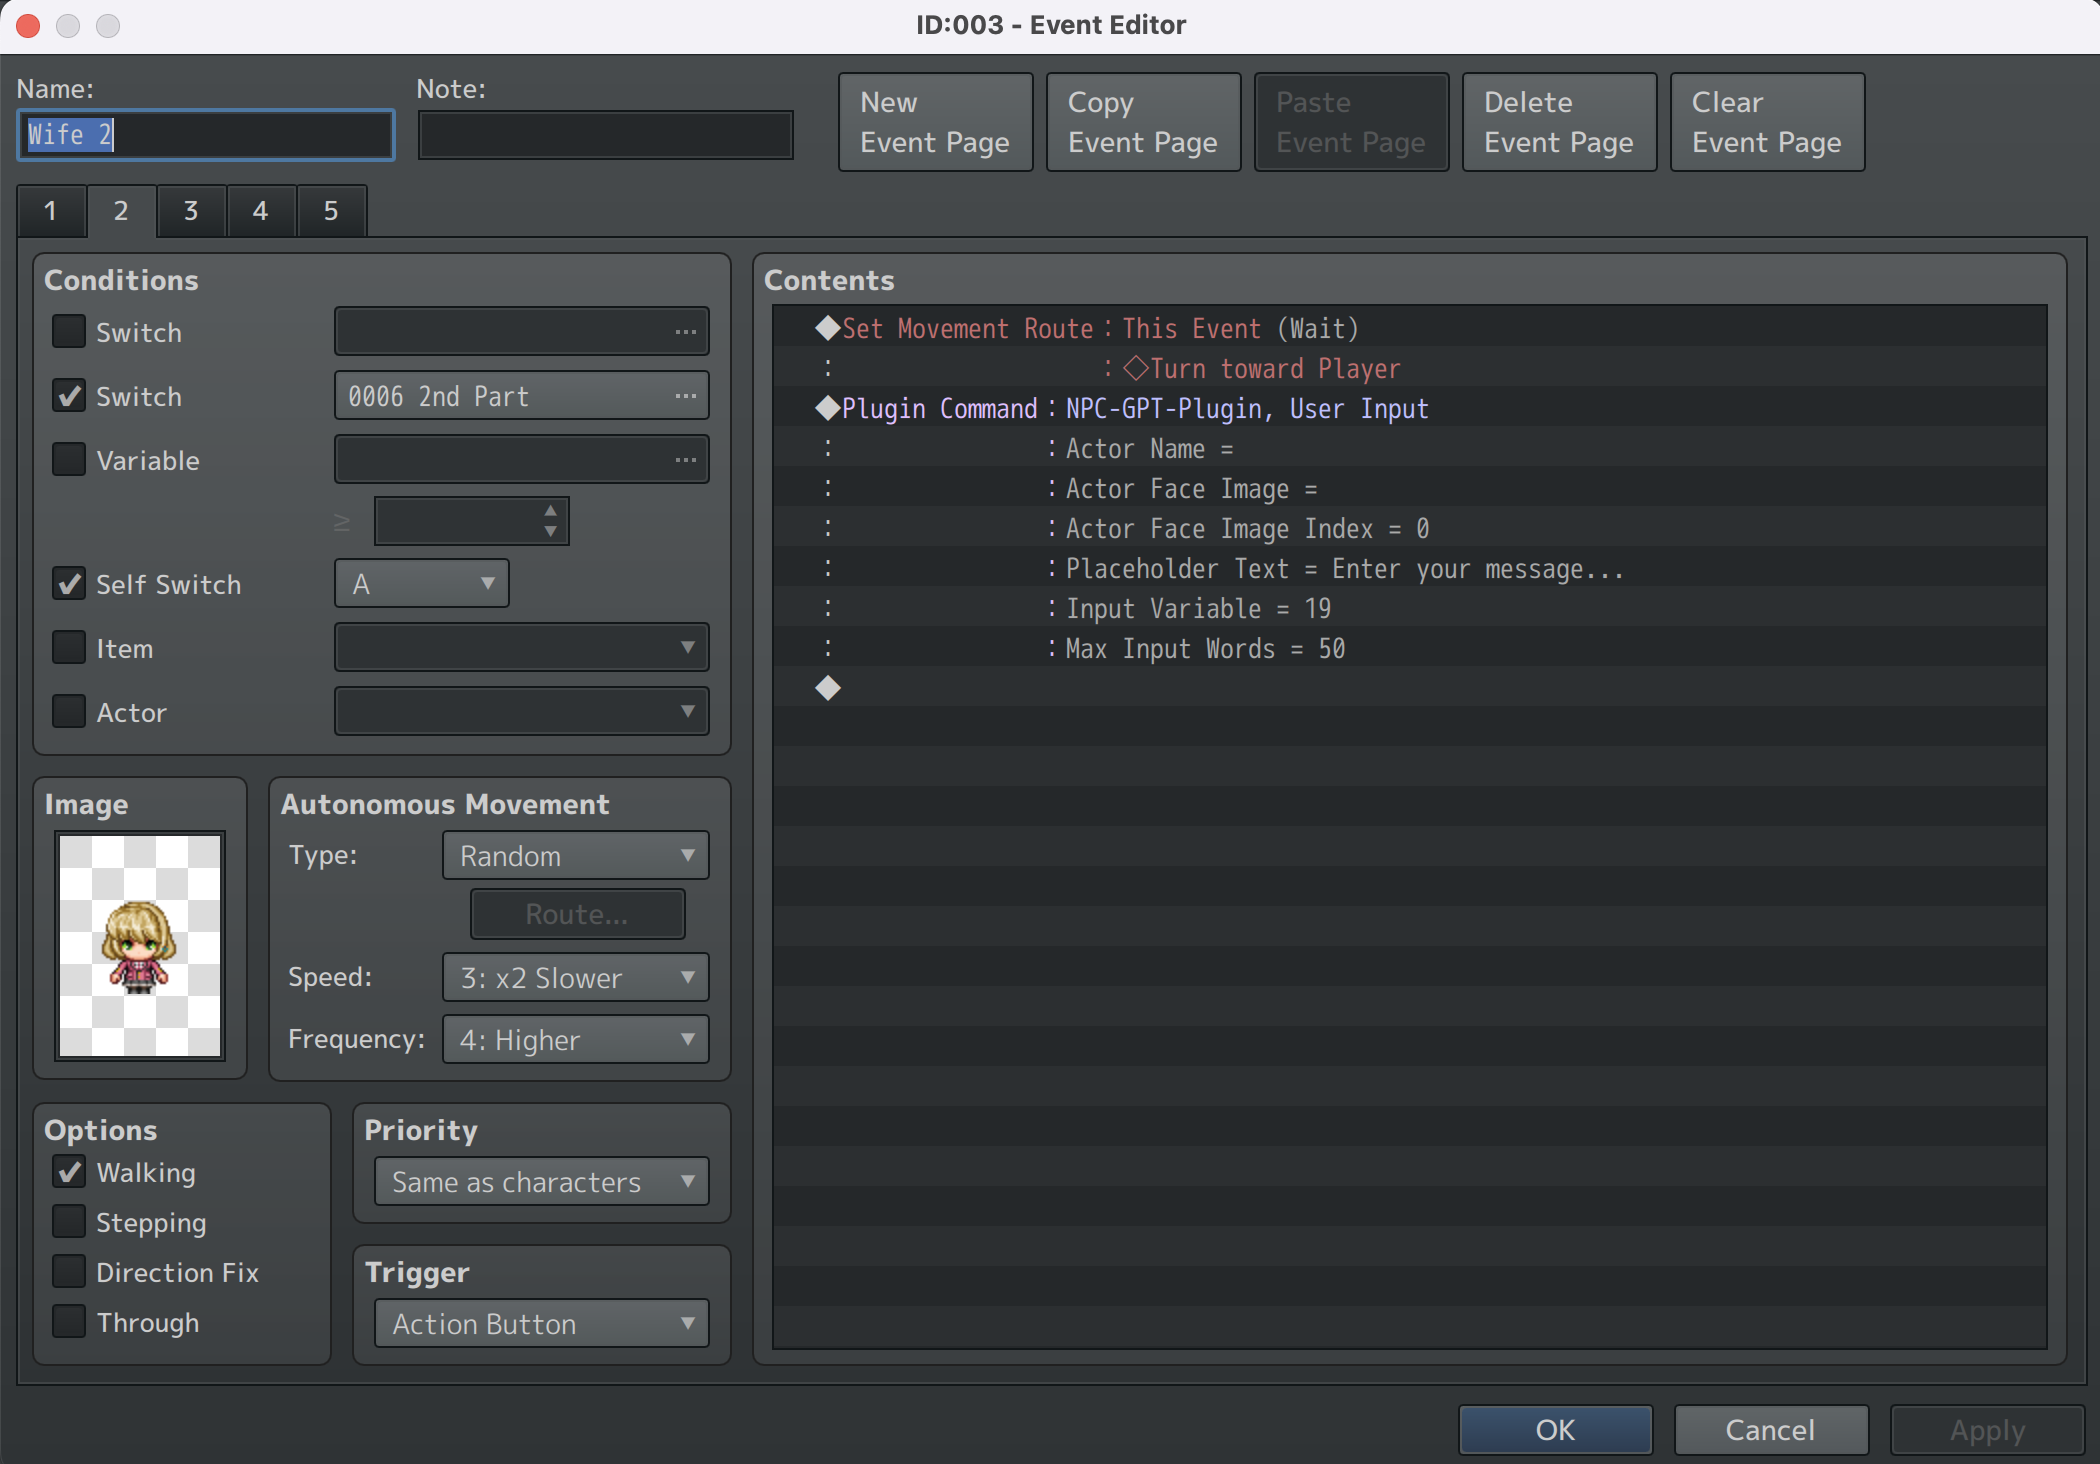 ID:003 - Event Editor
Name:
Note:
Wife 2
New Event Page
Copy Event Page
Paste Event Page
Delete Event Page
Clear Event Page
1 2 3 4 5
Conditions
Switch ...
Switch 0006 2nd Part ...
Variable ...
≥
Self Switch A
Item
Actor
Image
Autonomous Movement
Type: Random
Route...
Speed: 3: x2 Slower
Frequency: 4: Higher
Options
Walking
Stepping
Direction Fix
Through
Priority
Same as characters
Trigger
Action Button
Contents
◆Set Movement Route : This Event (Wait)
: : ◇Turn toward Player
◆Plugin Command : NPC-GPT-Plugin, User Input
: : Actor Name =
: : Actor Face Image =
: : Actor Face Image Index = 0
: : Placeholder Text = Enter your message...
: : Input Variable = 19
: : Max Input Words = 50
◆
OK
Cancel
Apply